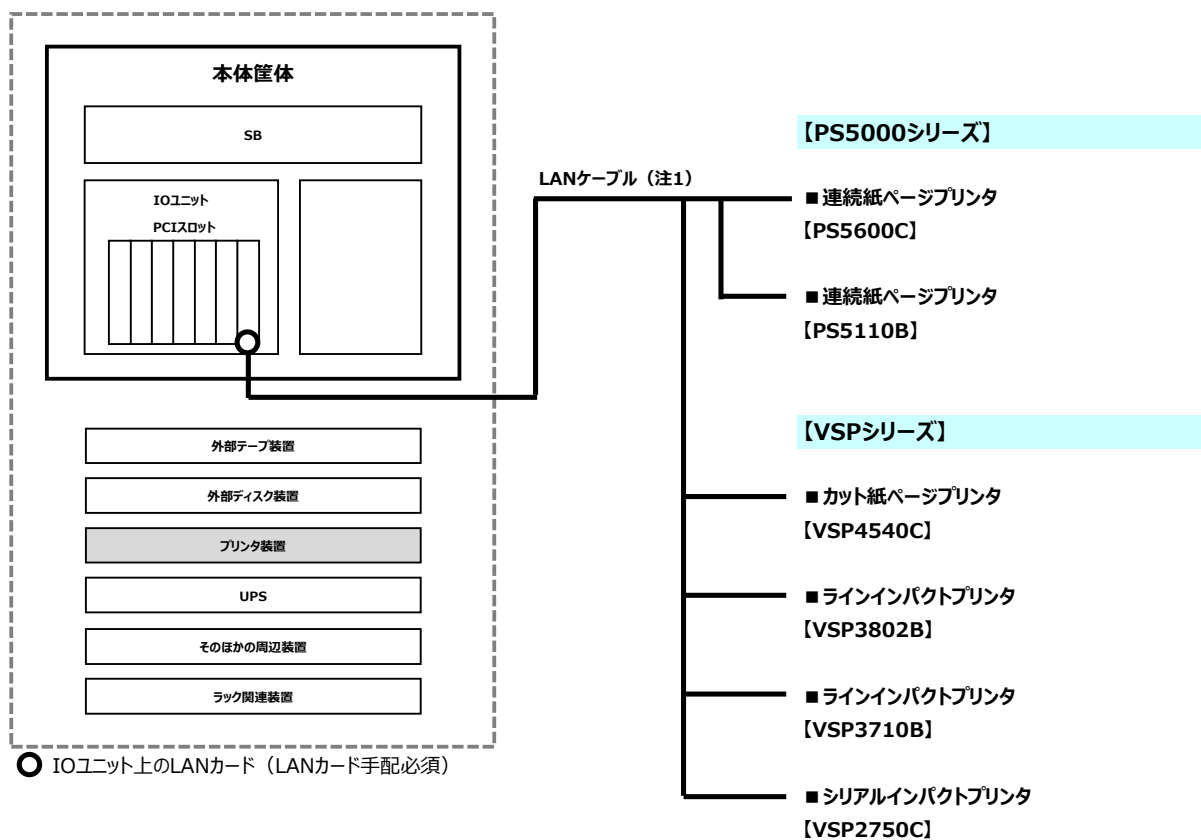 本体筐体
SB
IOユニット
PCIスロット
外部テープ装置
外部ディスク装置
プリンタ装置
UPS
そのほかの周辺装置
ラック関連装置
IOユニット上のLANカード（LANカード手配必須）
LANケーブル（注1）
【PS5000シリーズ】
■連続紙ページプリンタ
【PS5600C】
■連続紙ページプリンタ
【PS5110B】
【VSPシリーズ】
■カット紙ページプリンタ
【VSP4540C】
■ラインインパクトプリンタ
【VSP3802B】
■ラインインパクトプリンタ
【VSP3710B】
■シリアルインパクトプリンタ
【VSP2750C】